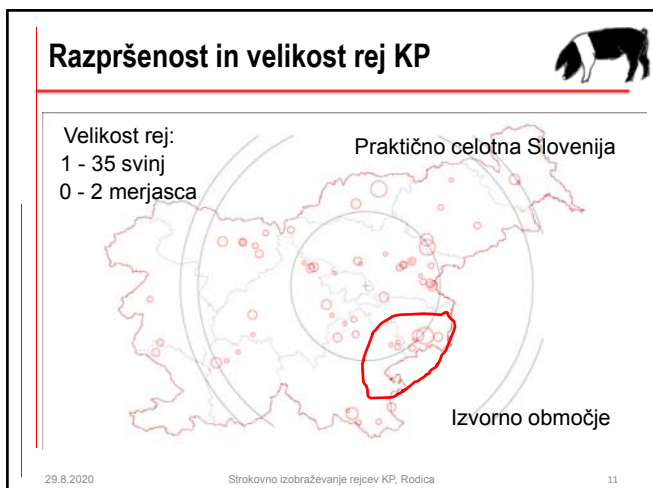 Razpršenost in velikost rej KP
Velikost rej:
1 - 35 svinj
0 - 2 merjasca
Praktično celotna Slovenija
Izvorno območje
29.8.2020
Strokovno izobraževanje rejcev KP, Rodica
11